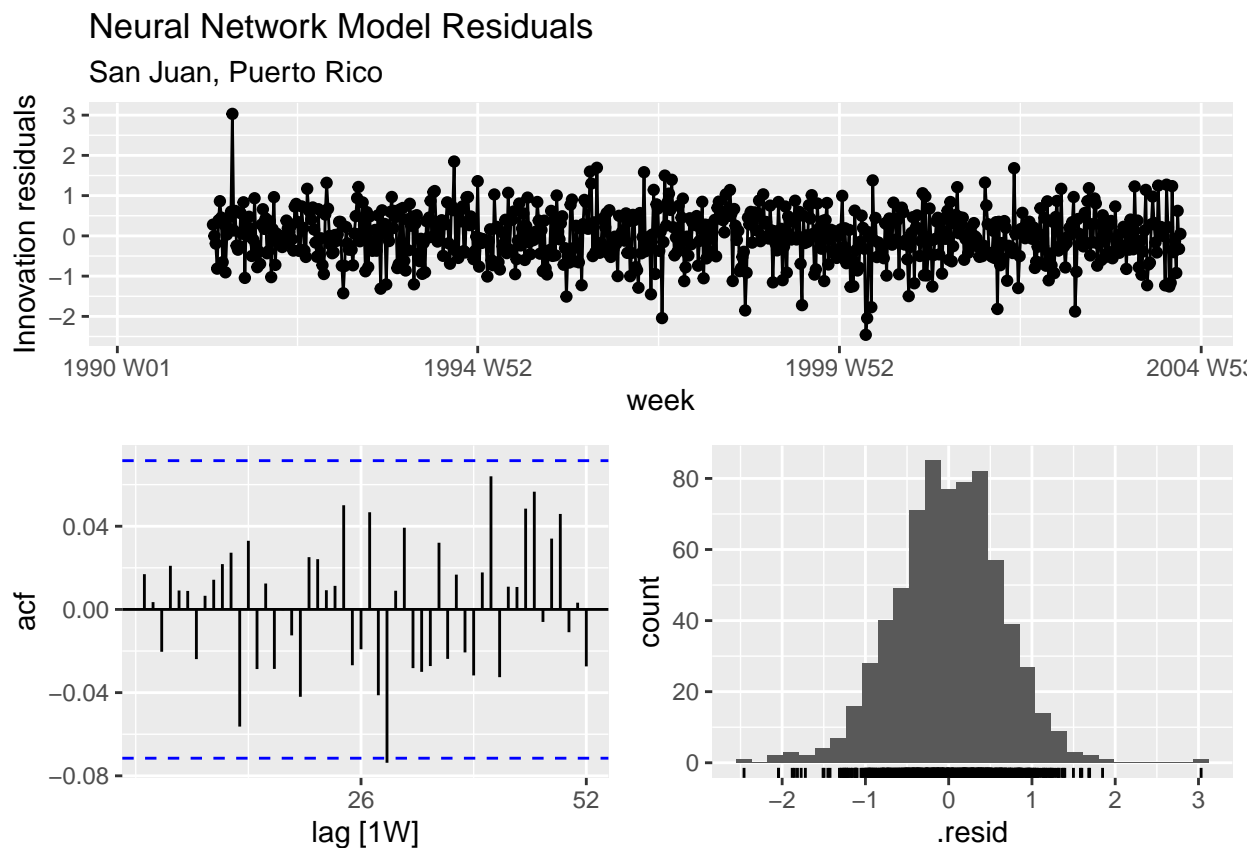 Neural Network Model Residuals
San Juan, Puerto Rico
Innovation residuals
3
2
1
0
−1
−2
1990 W01
1994 W52
1999 W52
2004 W53
week
acf
0.04
0.00
−0.04
−0.08
26
52
lag [1W]
count
80
60
40
20
0
−2
−1
0
1
2
3
.resid